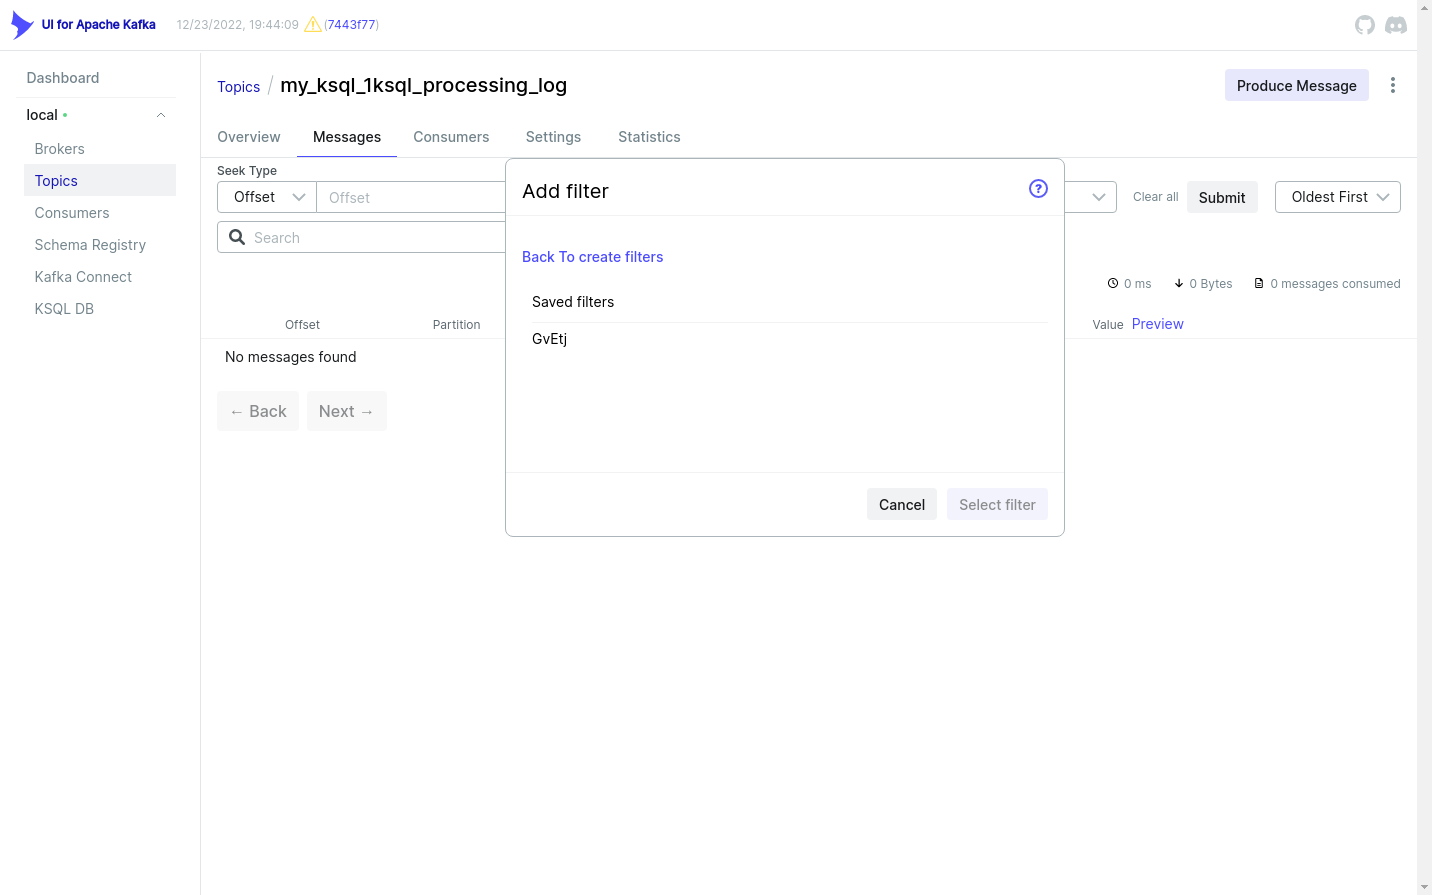 UI for Apache Kafka 12/23/2022, 19:44:09 (7443f77)
Dashboard
local
Brokers
Topics
Consumers
Schema Registry
Kafka Connect
KSQL DB
Topics / my_ksql_1ksql_processing_log
Produce Message
Overview Messages Consumers Settings Statistics
Seek Type
Offset Offset
Clear all Submit Oldest First
Search
0 ms 0 Bytes 0 messages consumed
Offset Partition Value Preview
No messages found
← Back Next →
Add filter
?
Back To create filters
Saved filters
GvEtj
Cancel Select filter